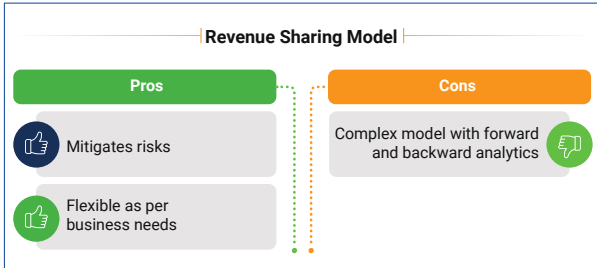 Revenue Sharing Model
Pros
Mitigates risks
Flexible as per
business needs
Cons
Complex model with forward
and backward analytics